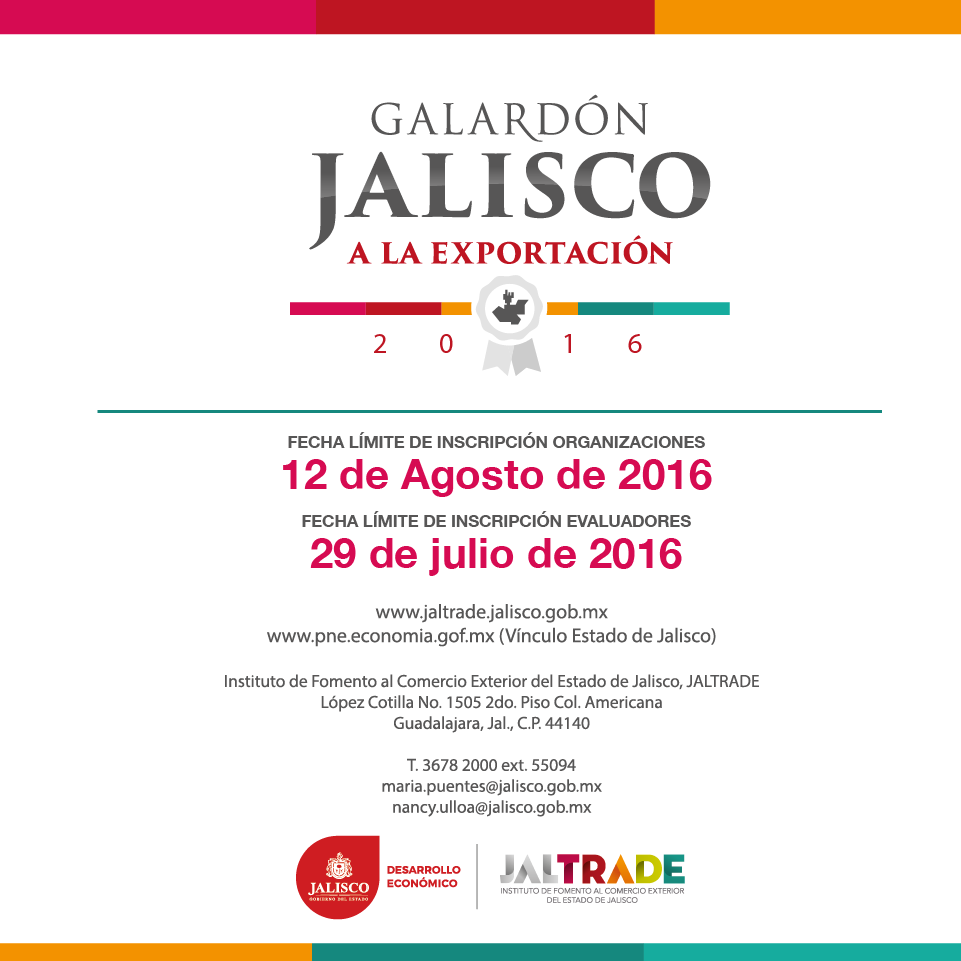 GALARDÓN
JALISCO
A LA EXPORTACIÓN
2 0 1 6
FECHA LÍMITE DE INSCRIPCIÓN ORGANIZACIONES
12 de Agosto de 2016
FECHA LÍMITE DE INSCRIPCIÓN EVALUADORES
29 de julio de 2016
www.jaltrade.jalisco.gob.mx
www.pne.economia.gof.mx (Vínculo Estado de Jalisco)
Instituto de Fomento al Comercio Exterior del Estado de Jalisco, JALTRADE
López Cotilla No. 1505 2do. Piso Col. Americana
Guadalajara, Jal., C.P. 44140
T. 3678 2000 ext. 55094
maria.puentes@jalisco.gob.mx
nancy.ulloa@jalisco.gob.mx
JALISCO
GOBIERNO DEL ESTADO
DESARROLLO
ECONÓMICO
JALTRADE
INSTITUTO DE FOMENTO AL COMERCIO EXTERIOR
DEL ESTADO DE JALISCO